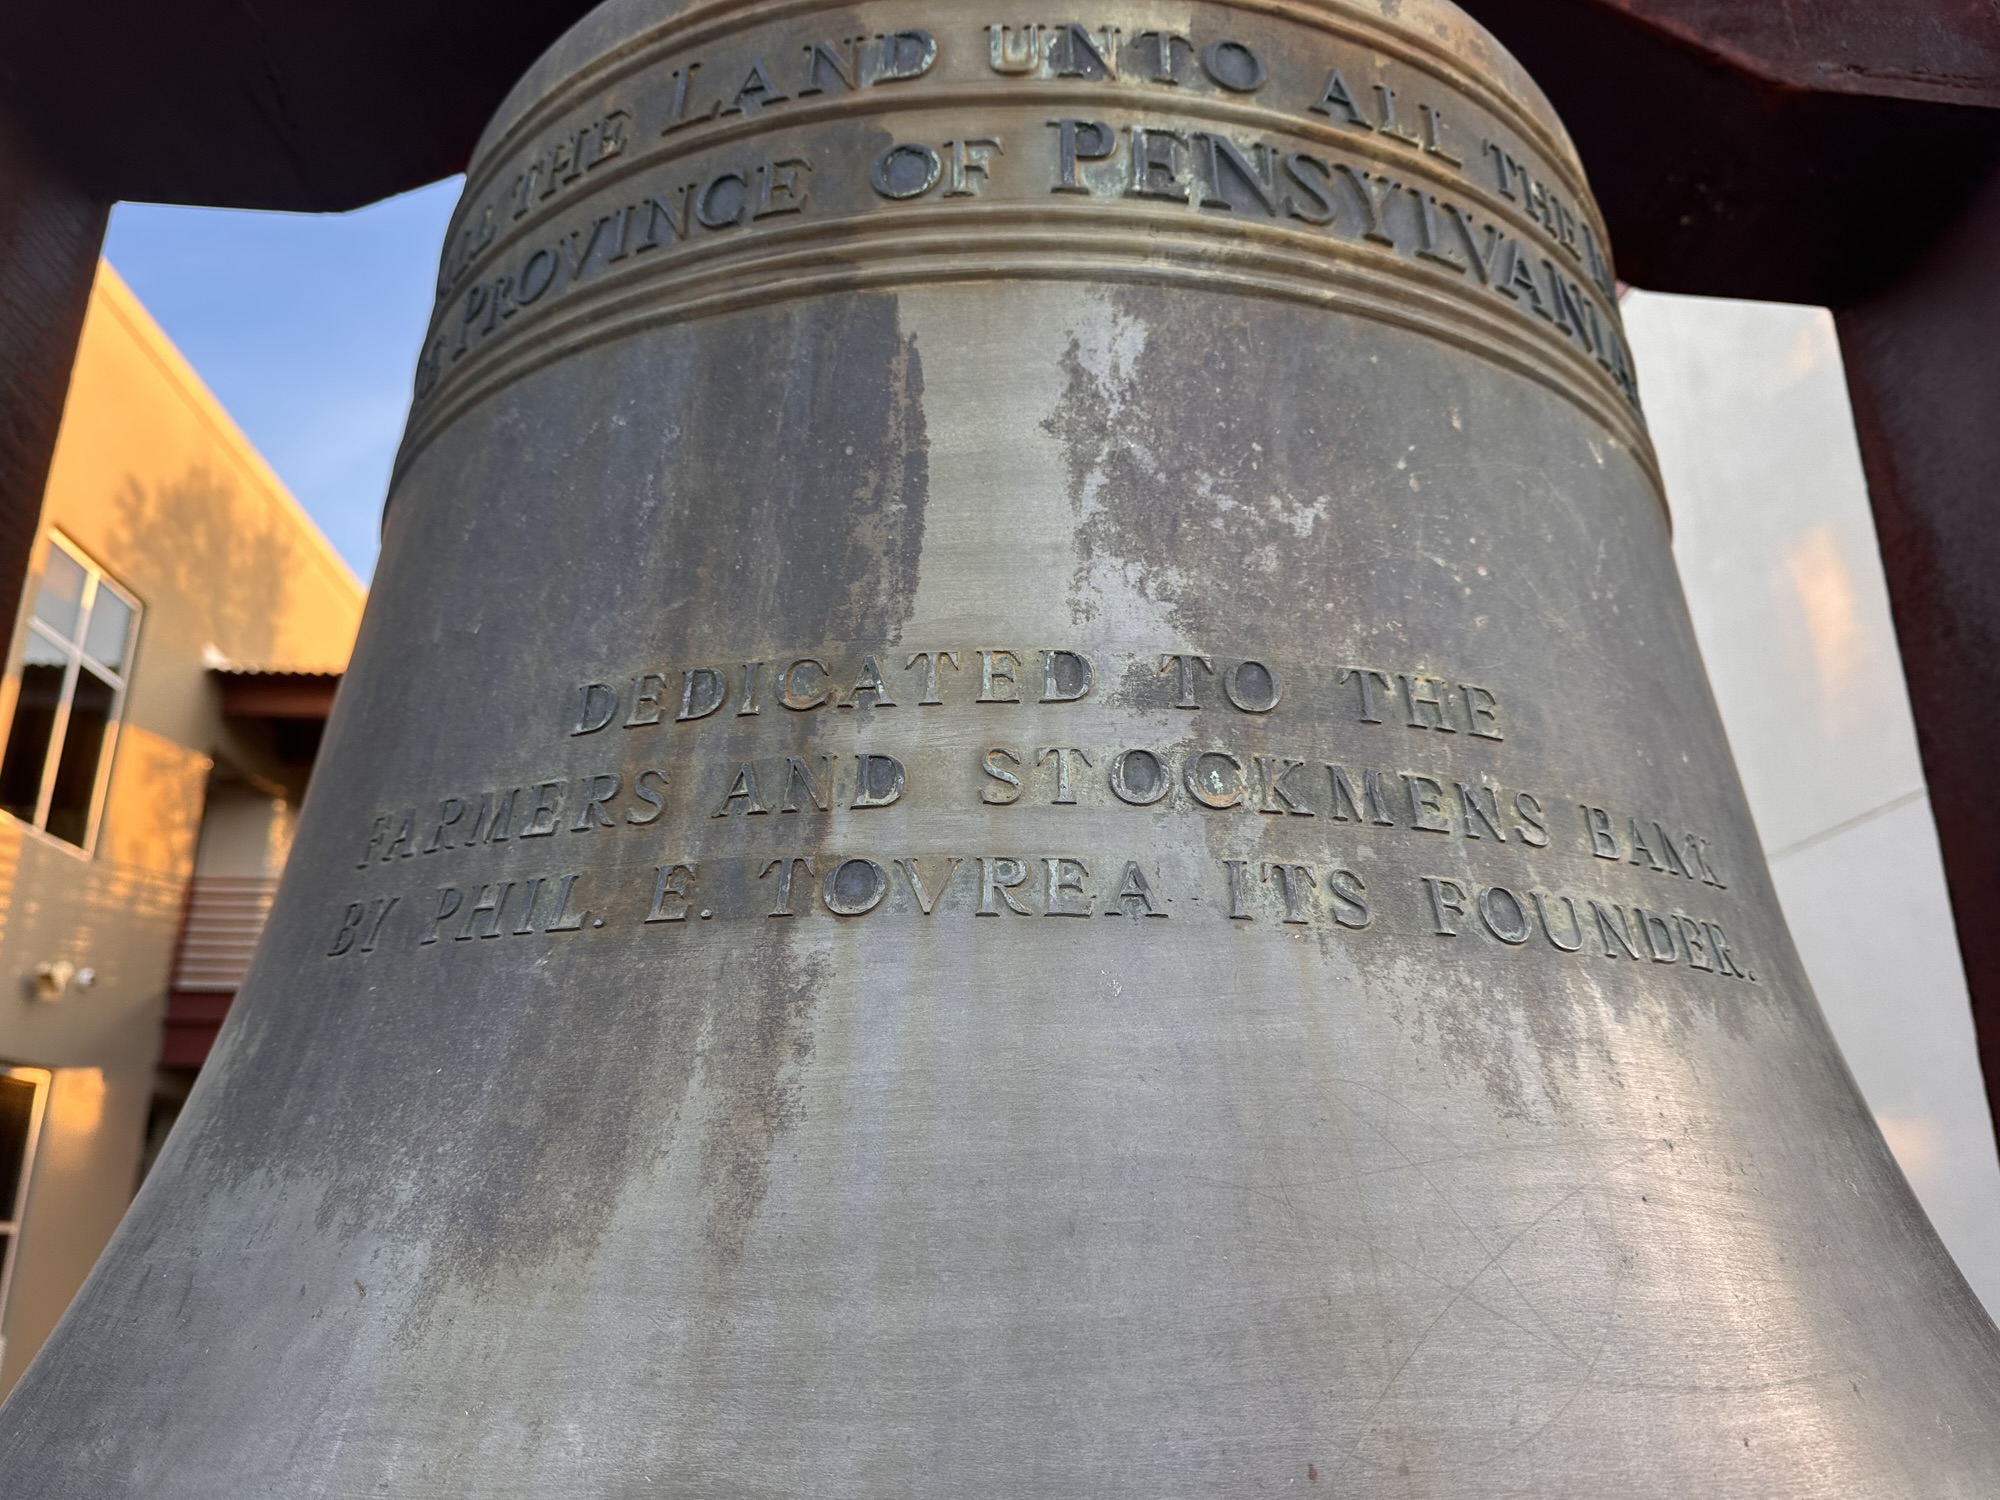 ALL THE LAND UNTO ALL THE
PROVINCE OF PENSYLVANIA
DEDICATED TO THE
FARMERS AND STOCKMENS BANK
BY PHIL. E. TOVREA ITS FOUNDER.